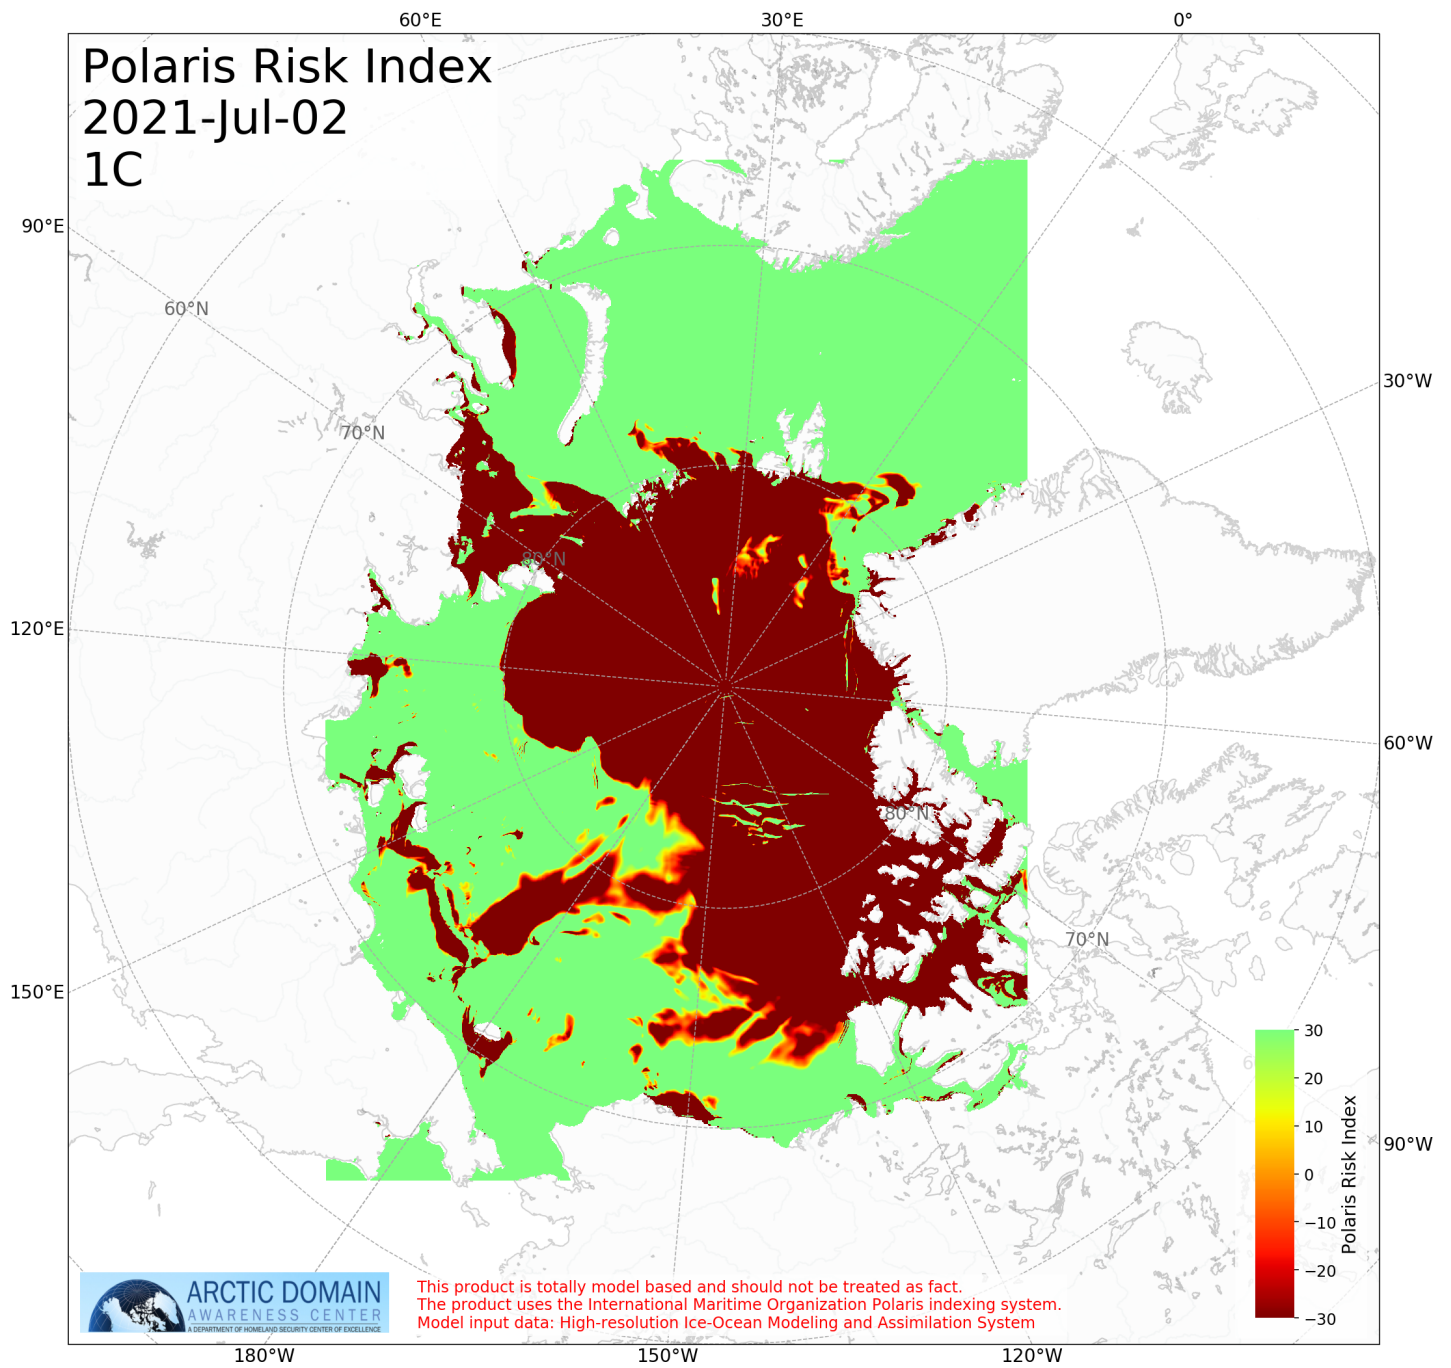 60°E 30°E 0°
Polaris Risk Index
2021-Jul-02
1C
90°E
60°N
30°W
70°N
80°N
120°E
60°W
80°N
70°N
150°E
30
20
10
0
−10
−20
−30
Polaris Risk Index
90°W
ARCTIC DOMAIN
AWARENESS CENTER
A DEPARTMENT OF HOMELAND SECURITY CENTER OF EXCELLENCE
This product is totally model based and should not be treated as fact.
The product uses the International Maritime Organization Polaris indexing system.
Model input data: High-resolution Ice-Ocean Modeling and Assimilation System
180°W 150°W 120°W